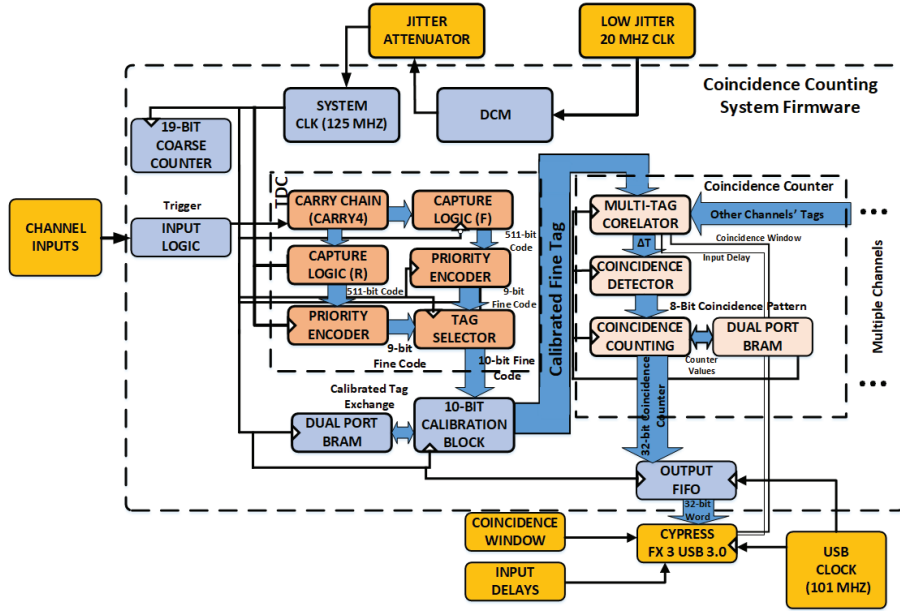 JITTER
ATTENUATOR
LOW JITTER
20 MHZ CLK
Coincidence Counting
System Firmware
SYSTEM
CLK (125 MHZ)
DCM
19-BIT
COARSE
COUNTER
TDC
CARRY CHAIN
(CARRY4)
CAPTURE
LOGIC (F)
Coincidence Counter
MULTI-TAG
CORELATOR
Other Channels' Tags
Trigger
CHANNEL
INPUTS
INPUT
LOGIC
511-bit
Code
Coincidence Window
ΔT
Input Delay
CAPTURE
LOGIC (R)
PRIORITY
ENCODER
COINCIDENCE
DETECTOR
511-bit Code
9-bit
Fine Code
8-Bit Coincidence Pattern
PRIORITY
ENCODER
TAG
SELECTOR
COINCIDENCE
COUNTING
DUAL PORT
BRAM
Calibrated Fine Tag
Multiple Channels
9-bit
Fine Code
10-bit Fine
Code
Counter
Values
Calibrated Tag
Exchange
32-bit Coincidence
Counter
DUAL PORT
BRAM
10-BIT
CALIBRATION
BLOCK
OUTPUT
FIFO
32-bit
Word
COINCIDENCE
WINDOW
CYPRESS
FX 3 USB 3.0
USB
CLOCK
(101 MHZ)
INPUT
DELAYS